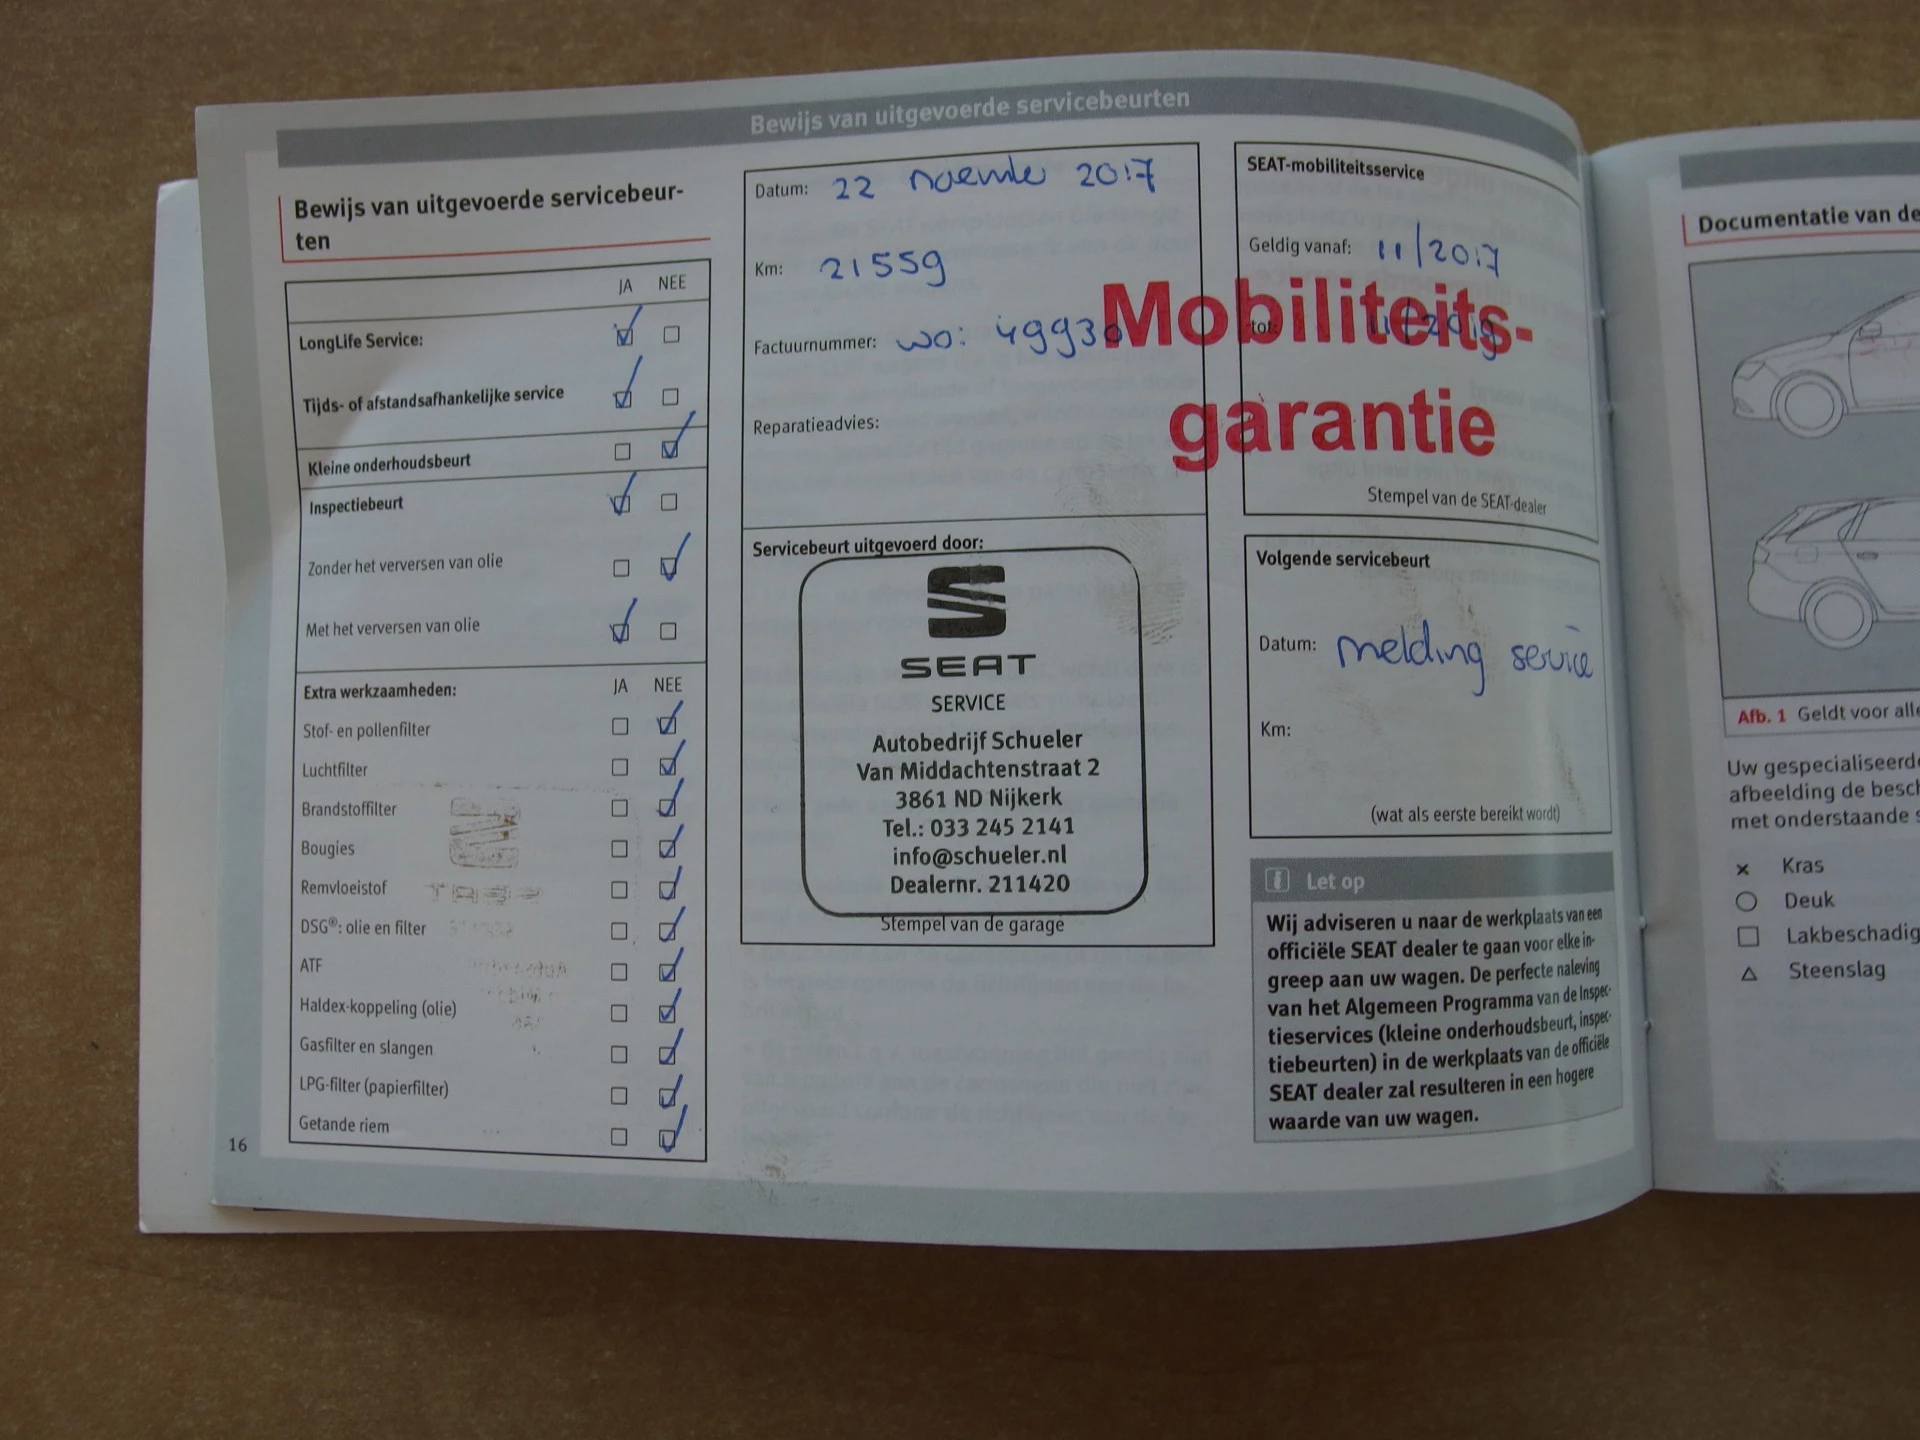 Bewijs van uitgevoerde servicebeurten
Bewijs van uitgevoerde servicebeur-
ten
JA NEE
LongLife Service:
Tijds- of afstandsafhankelijke service
Kleine onderhoudsbeurt
Inspectiebeurt
Zonder het verversen van olie
Met het verversen van olie
Extra werkzaamheden: JA NEE
Stof- en pollenfilter
Luchtfilter
Brandstoffilter
Bougies
Remvloeistof
DSG®: olie en filter
ATF
Haldex-koppeling (olie)
Gasfilter en slangen
LPG-filter (papierfilter)
Getande riem
16
Datum: 22 noember 2017
Km: 21559
Factuurnummer: wo: 49930
Reparatieadvies:
Servicebeurt uitgevoerd door:
SEAT
SERVICE
Autobedrijf Schueler
Van Middachtenstraat 2
3861 ND Nijkerk
Tel.: 033 245 2141
info@schueler.nl
Dealernr. 211420
Stempel van de garage
SEAT-mobiliteitsservice
Geldig vanaf: 11/2017
tot: 11/2019
Mobiliteits-
garantie
Stempel van de SEAT-dealer
Volgende servicebeurt
Datum: melding service
Km:
(wat als eerste bereikt wordt)
Let op
Wij adviseren u naar de werkplaats van een
officiële SEAT dealer te gaan voor elke in-
greep aan uw wagen. De perfecte naleving
van het Algemeen Programma van de Inspec-
tieservices (kleine onderhoudsbeurt, inspec-
tiebeurten) in de werkplaats van de officiële
SEAT dealer zal resulteren in een hogere
waarde van uw wagen.
Documentatie van de
Afb. 1 Geldt voor alle
Uw gespecialiseerde
afbeelding de besch
met onderstaande s
Kras
Deuk
Lakbeschadig
Steenslag